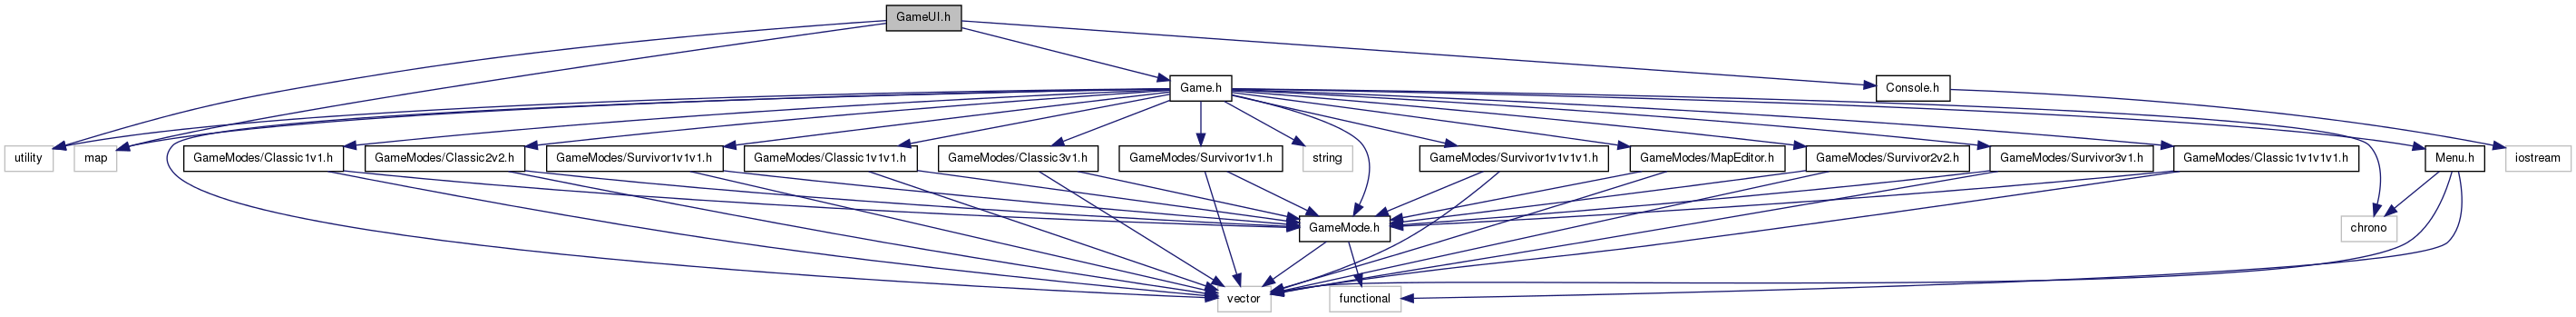 GameUI.h
Game.h
Console.h
utility
map
GameModes/Classic1v1.h
GameModes/Classic2v2.h
GameModes/Survivor1v1v1.h
GameModes/Classic1v1v1.h
GameModes/Classic3v1.h
GameModes/Survivor1v1.h
string
GameModes/Survivor1v1v1v1.h
GameModes/MapEditor.h
GameModes/Survivor2v2.h
GameModes/Survivor3v1.h
GameModes/Classic1v1v1v1.h
Menu.h
iostream
GameMode.h
chrono
vector
functional